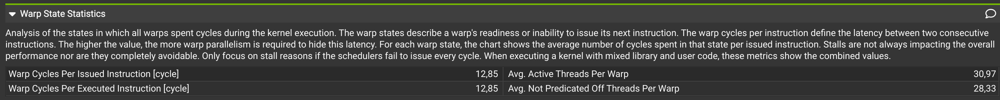 Warp State Statistics
Analysis of the states in which all warps spent cycles during the kernel execution. The warp states describe a warp's readiness or inability to issue its next instruction. The warp cycles per instruction define the latency between two consecutive
instructions. The higher the value, the more warp parallelism is required to hide this latency. For each warp state, the chart shows the average number of cycles spent in that state per issued instruction. Stalls are not always impacting the overall
performance nor are they completely avoidable. Only focus on stall reasons if the schedulers fail to issue every cycle. When executing a kernel with mixed library and user code, these metrics show the combined values.
Warp Cycles Per Issued Instruction [cycle] 12,85 Avg. Active Threads Per Warp 30,97
Warp Cycles Per Executed Instruction [cycle] 12,85 Avg. Not Predicated Off Threads Per Warp 28,33